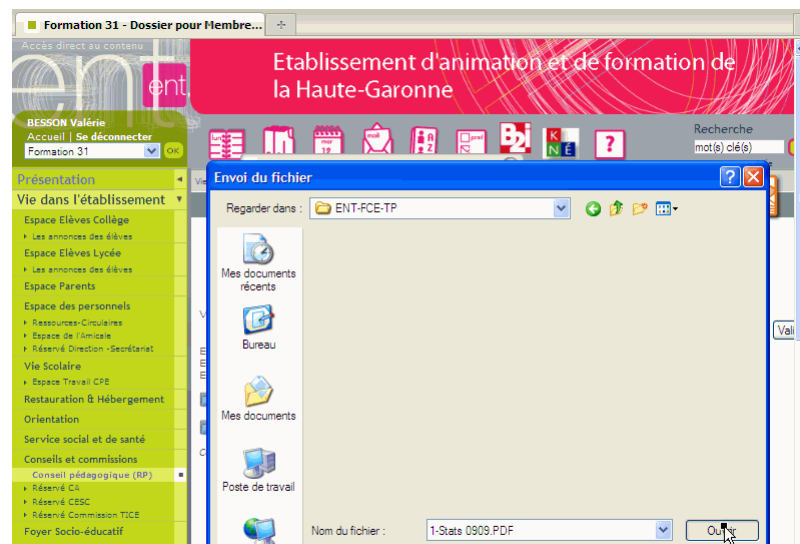 Formation 31 - Dossier pour Membre...
Accès direct au contenu
ent
ent.
Etablissement d'animation et de formation de
la Haute-Garonne
BESSON Valérie
Accueil | Se déconnecter
Formation 31
OK
Recherche
mot(s) clé(s)
Présentation
Vie dans l'établissement
Espace Elèves Collège
Les annonces des élèves
Espace Elèves Lycée
Les annonces des élèves
Espace Parents
Espace des personnels
Ressources-Circulaires
Espace de l'Amicale
Réservé Direction -Secrétariat
Vie Scolaire
Espace Travail CPE
Restauration & Hébergement
Orientation
Service social et de santé
Conseils et commissions
Conseil pédagogique (RP)
Réservé CA
Réservé CESC
Réservé Commission TICE
Foyer Socio-éducatif
Envoi du fichier
Regarder dans :
ENT-FCE-TP
Mes documents
récents
Bureau
Mes documents
Poste de travail
Nom du fichier :
1-Stats 0909.PDF
Ouvrir
Vali